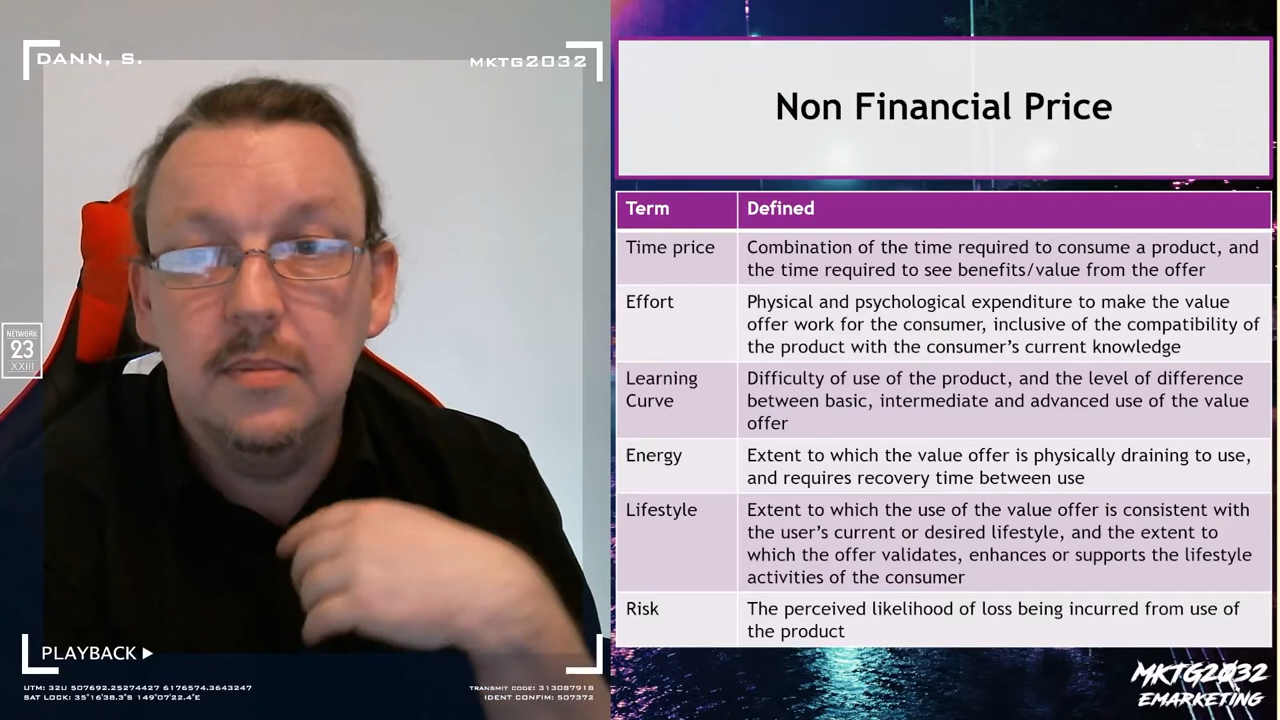 DANN, S.
MKTG2032
NETWORK
23
XXIII
PLAYBACK
UTM: 32U 507692.25274427 6176574.3643247
SAT LOCK: 35°16'38.3"S 149°07'22.4"E
TRANSMIT CODE: 313087918
IDENT CONFIM: 507372
Non Financial Price
Term
Defined
Time price
Combination of the time required to consume a product, and
the time required to see benefits/value from the offer
Effort
Physical and psychological expenditure to make the value
offer work for the consumer, inclusive of the compatibility of
the product with the consumer's current knowledge
Learning
Curve
Difficulty of use of the product, and the level of difference
between basic, intermediate and advanced use of the value
offer
Energy
Extent to which the value offer is physically draining to use,
and requires recovery time between use
Lifestyle
Extent to which the use of the value offer is consistent with
the user's current or desired lifestyle, and the extent to
which the offer validates, enhances or supports the lifestyle
activities of the consumer
Risk
The perceived likelihood of loss being incurred from use of
the product
MKTG2032
EMARKETING